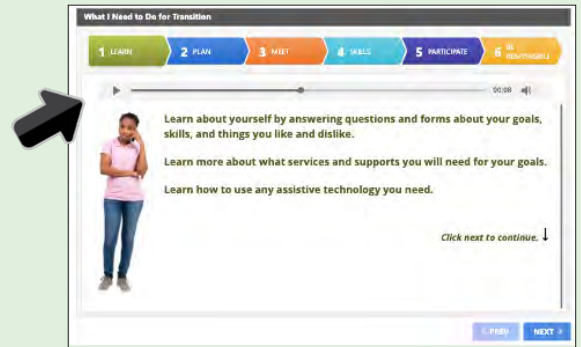 What I Need to Do for Transition
1 LEARN
2 PLAN
3 MEET
4 SKILLS
5 PARTICIPATE
6 BE RESPONSIBLE
00:08
Learn about yourself by answering questions and forms about your goals,
skills, and things you like and dislike.
Learn more about what services and supports you will need for your goals.
Learn how to use any assistive technology you need.
Click next to continue. ↓
< PREV
NEXT >